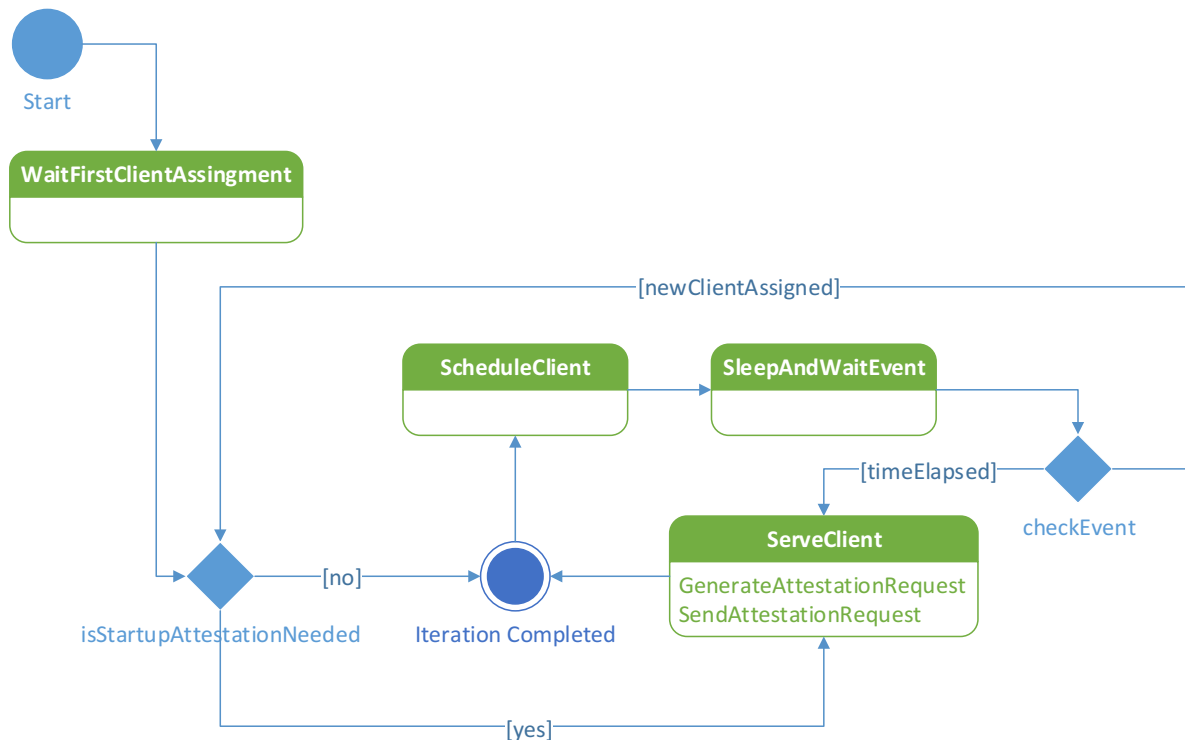 Start
WaitFirstClientAssingment
[newClientAssigned]
ScheduleClient
SleepAndWaitEvent
[timeElapsed]
checkEvent
ServeClient
GenerateAttestationRequest
SendAttestationRequest
[no]
isStartupAttestationNeeded
Iteration Completed
[yes]